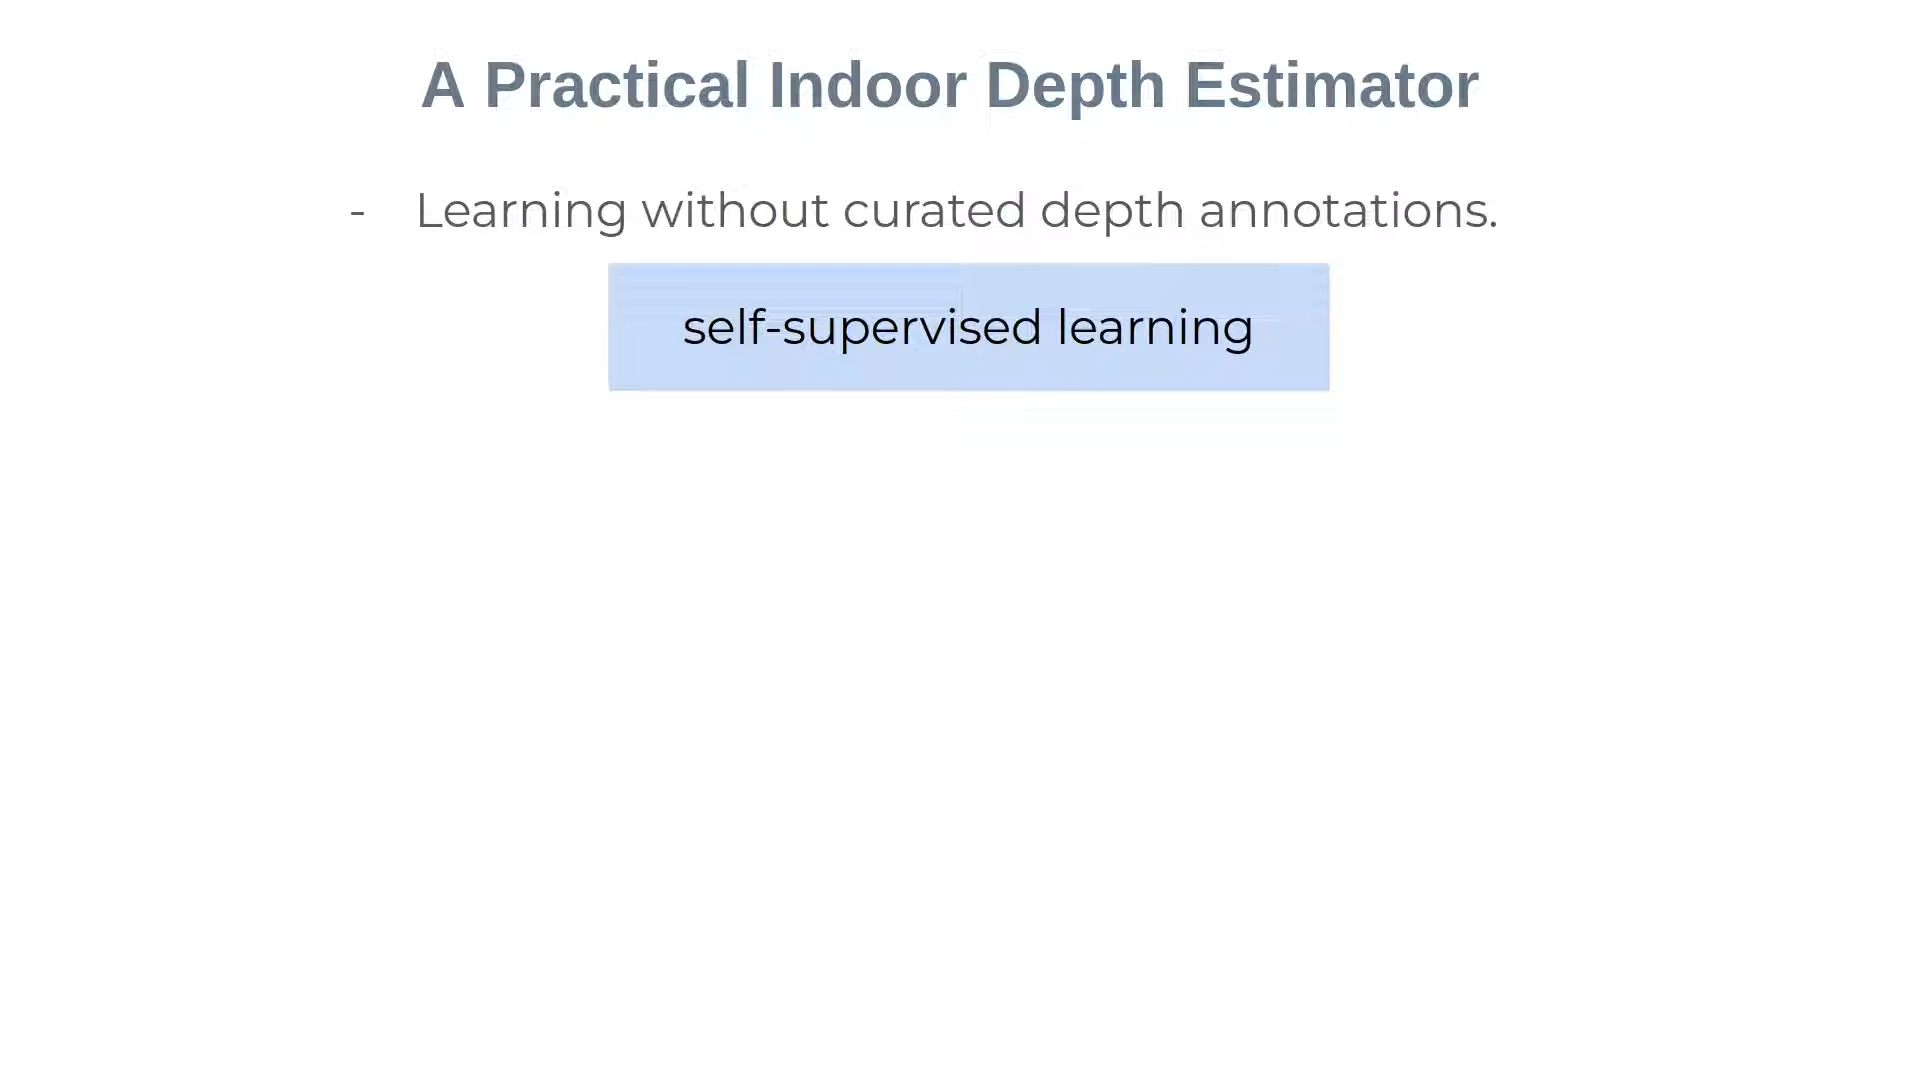 A Practical Indoor Depth Estimator
- Learning without curated depth annotations.
self-supervised learning